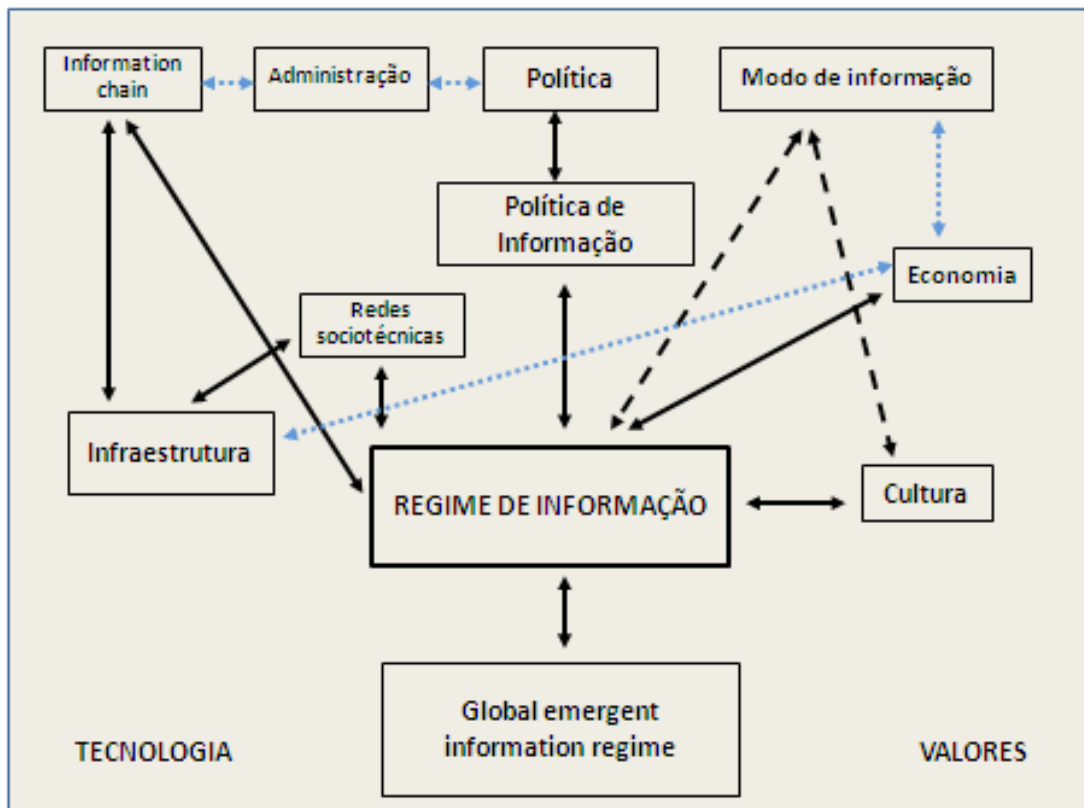 Information
chain
Administração
Política
Modo de informação
Política de
Informação
Economia
Redes
sociotécnicas
Infraestrutura
REGIME DE INFORMAÇÃO
Cultura
Global emergent
information regime
TECNOLOGIA
VALORES